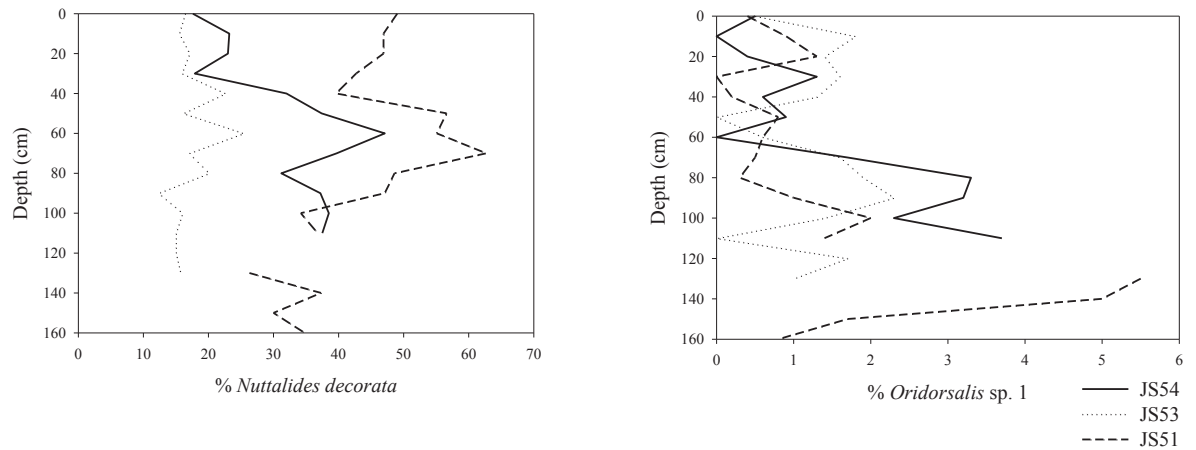 0
20
40
60
80
100
120
140
160
Depth (cm)
0 10 20 30 40 50 60 70
% Nuttalides decorata
0
20
40
60
80
100
120
140
160
Depth (cm)
0 1 2 3 4 5 6
% Oridorsalis sp. 1
JS54
JS53
JS51